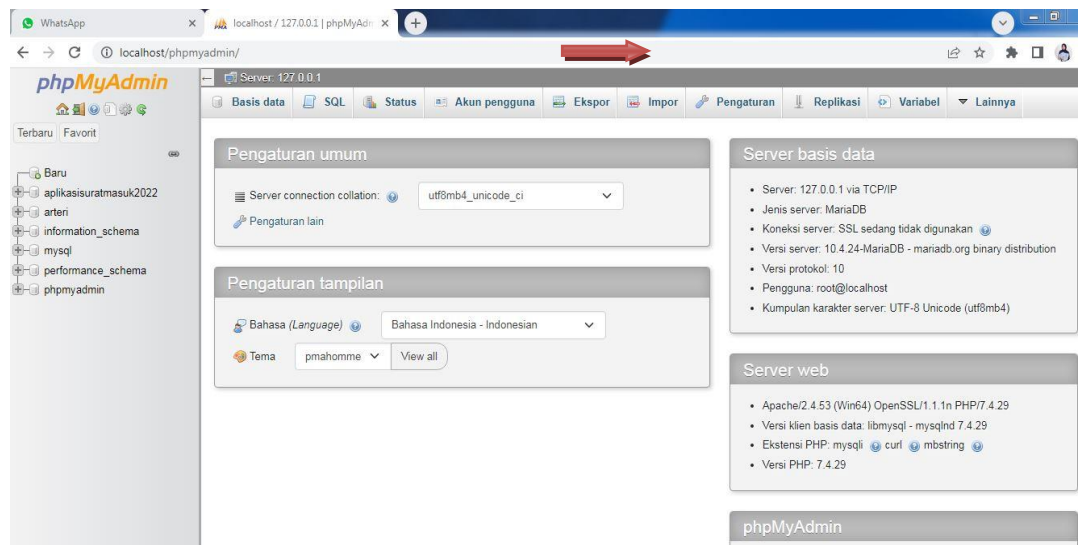 WhatsApp
localhost / 127.0.0.1 | phpMyAdn
localhost/phpmyadmin/
phpMyAdmin
Terbaru Favorit
Baru
aplikasisuratmasuk2022
arteri
information_schema
mysql
performance_schema
phpmyadmin
Server: 127.0.0.1
Basis data SQL Status Akun pengguna Ekspor Impor Pengaturan Replikasi Variabel Lainnya
Pengaturan umum
Server connection collation: utf8mb4_unicode_ci
Pengaturan lain
Pengaturan tampilan
Bahasa (Language) Bahasa Indonesia - Indonesian
Tema pmahomme View all
Server basis data
Server: 127.0.0.1 via TCP/IP
Jenis server: MariaDB
Koneksi server: SSL sedang tidak digunakan
Versi server: 10.4.24-MariaDB - mariadb.org binary distribution
Versi protokol: 10
Pengguna: root@localhost
Kumpulan karakter server: UTF-8 Unicode (utf8mb4)
Server web
Apache/2.4.53 (Win64) OpenSSL/1.1.1n PHP/7.4.29
Versi klien basis data: libmysql - mysqlnd 7.4.29
Ekstensi PHP: mysqli curl mbstring
Versi PHP: 7.4.29
phpMyAdmin